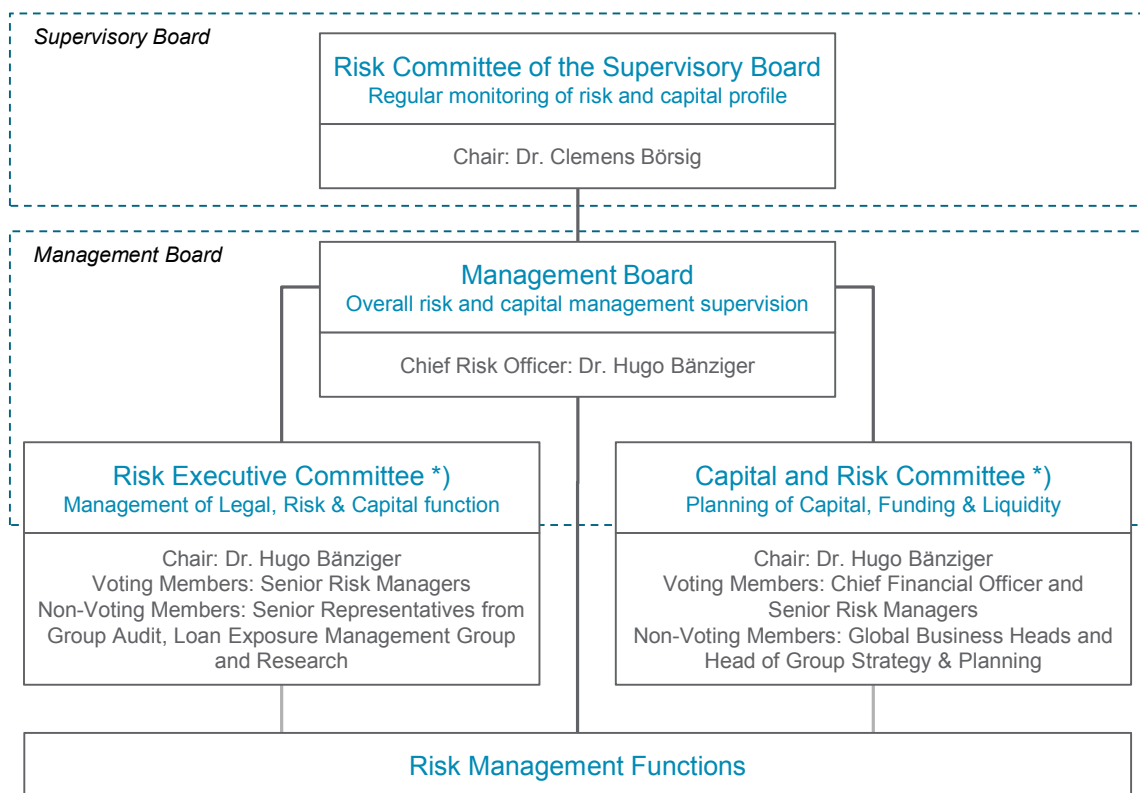 Supervisory Board
Risk Committee of the Supervisory Board
Regular monitoring of risk and capital profile
Chair: Dr. Clemens Börsig
Management Board
Management Board
Overall risk and capital management supervision
Chief Risk Officer: Dr. Hugo Bänziger
Risk Executive Committee *)
Management of Legal, Risk & Capital function
Chair: Dr. Hugo Bänziger
Voting Members: Senior Risk Managers
Non-Voting Members: Senior Representatives from
Group Audit, Loan Exposure Management Group
and Research
Capital and Risk Committee *)
Planning of Capital, Funding & Liquidity
Chair: Dr. Hugo Bänziger
Voting Members: Chief Financial Officer and
Senior Risk Managers
Non-Voting Members: Global Business Heads and
Head of Group Strategy & Planning
Risk Management Functions